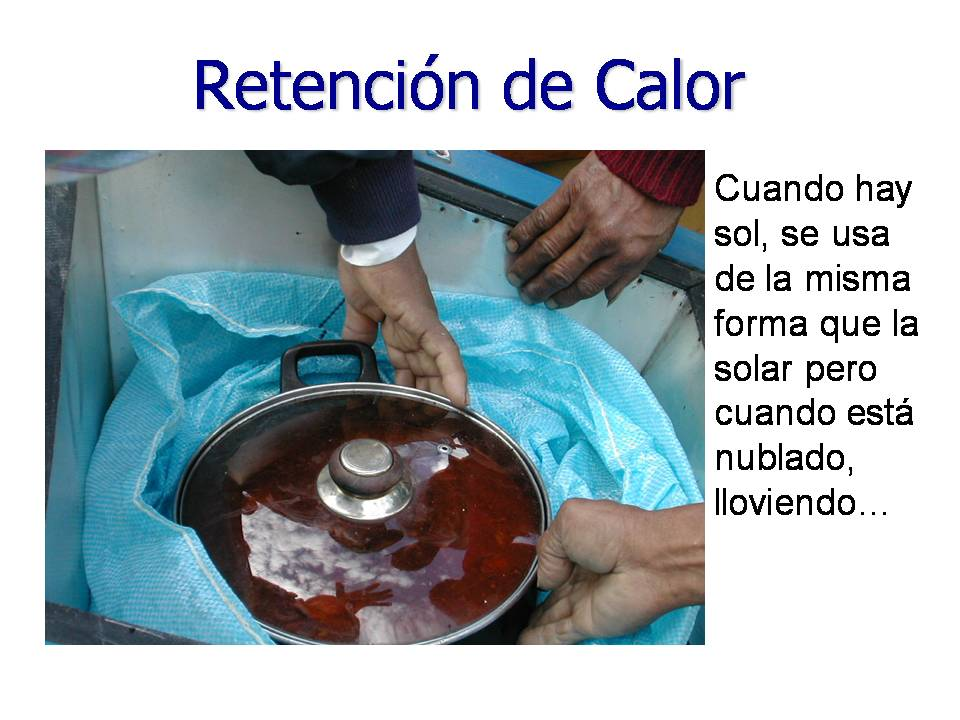 Retención de Calor
Cuando hay
sol, se usa
de la misma
forma que la
solar pero
cuando está
nublado,
lloviendo…